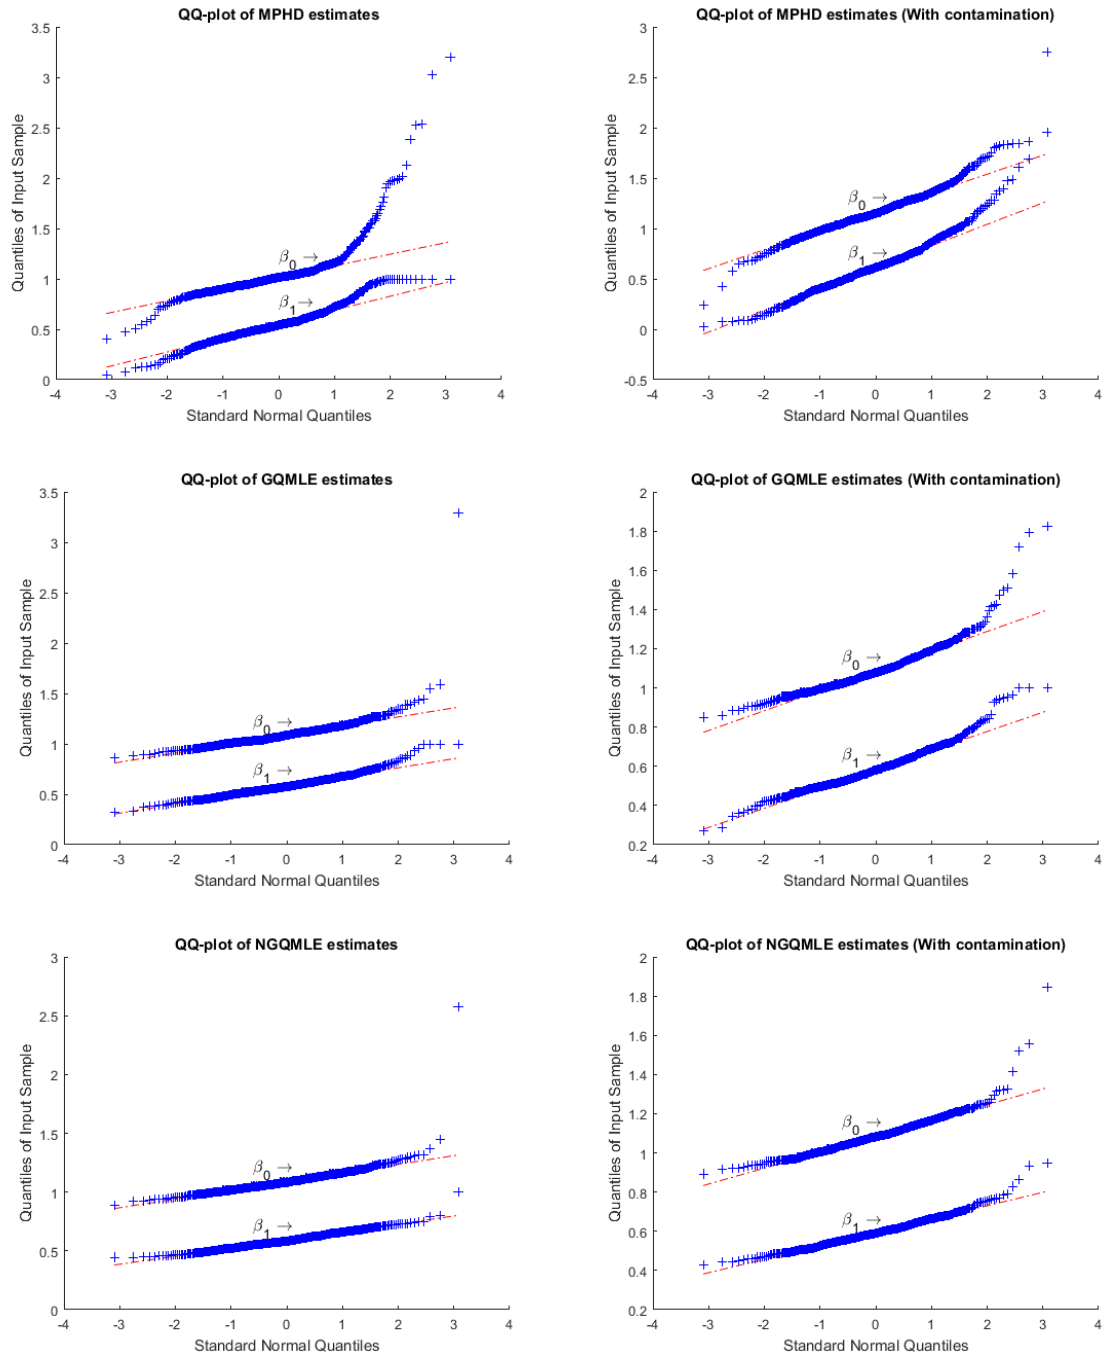 QQ-plot of MPHD estimates
3.5
3
2.5
2
1.5
1
0.5
0
Quantiles of Input Sample
β0 →
β1→
-4 -3 -2 -1 0 1 2 3 4
Standard Normal Quantiles
QQ-plot of MPHD estimates (With contamination)
3
2.5
2
1.5
1
0.5
0
-0.5
Quantiles of Input Sample
β0 →
β1 →
-4 -3 -2 -1 0 1 2 3 4
Standard Normal Quantiles
QQ-plot of GQMLE estimates
3.5
3
2.5
2
1.5
1
0.5
0
Quantiles of Input Sample
β0 →
β1 →
-4 -3 -2 -1 0 1 2 3 4
Standard Normal Quantiles
QQ-plot of GQMLE estimates (With contamination)
2
1.8
1.6
1.4
1.2
1
0.8
0.6
0.4
0.2
Quantiles of Input Sample
β0 →
β1 →
-4 -3 -2 -1 0 1 2 3 4
Standard Normal Quantiles
QQ-plot of NGQMLE estimates
3
2.5
2
1.5
1
0.5
0
Quantiles of Input Sample
β0 →
β1 →
-4 -3 -2 -1 0 1 2 3 4
Standard Normal Quantiles
QQ-plot of NGQMLE estimates (With contamination)
2
1.8
1.6
1.4
1.2
1
0.8
0.6
0.4
0.2
Quantiles of Input Sample
β0 →
β1 →
-4 -3 -2 -1 0 1 2 3 4
Standard Normal Quantiles